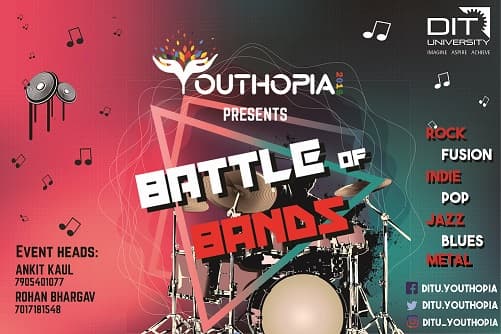 DIT
UNIVERSITY
IMAGINE ASPIRE ACHIEVE
YOUTHOPIA
PRESENTS
BATTLE OF
BANDS
ROCK
FUSION
INDIE
POP
JAZZ
BLUES
METAL
EVENT HEADS:
ANKIT KAUL
7905401077
ROHAN BHARGAV
7017181548
DITU.YOUTHOPIA
DITU.YOUTHOPIA
DITU_YOUTHOPIA